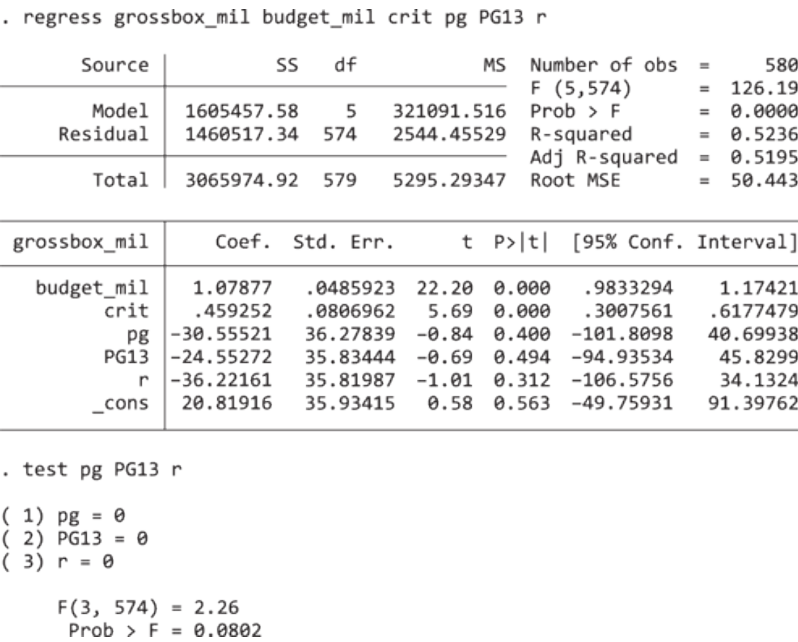 . regress grossbox_mil budget_mil crit pg PG13 r
Source SS df MS Number of obs = 580
F (5,574) = 126.19
Model 1605457.58 5 321091.516 Prob > F = 0.0000
Residual 1460517.34 574 2544.45529 R-squared = 0.5236
Adj R-squared = 0.5195
Total 3065974.92 579 5295.29347 Root MSE = 50.443
grossbox_mil Coef. Std. Err. t P>|t| [95% Conf. Interval]
budget_mil 1.07877 .0485923 22.20 0.000 .9833294 1.17421
crit .459252 .0806962 5.69 0.000 .3007561 .6177479
pg -30.55521 36.27839 -0.84 0.400 -101.8098 40.69938
PG13 -24.55272 35.83444 -0.69 0.494 -94.93534 45.8299
r -36.22161 35.81987 -1.01 0.312 -106.5756 34.1324
_cons 20.81916 35.93415 0.58 0.563 -49.75931 91.39762
. test pg PG13 r
( 1) pg = 0
( 2) PG13 = 0
( 3) r = 0
F(3, 574) = 2.26
Prob > F = 0.0802